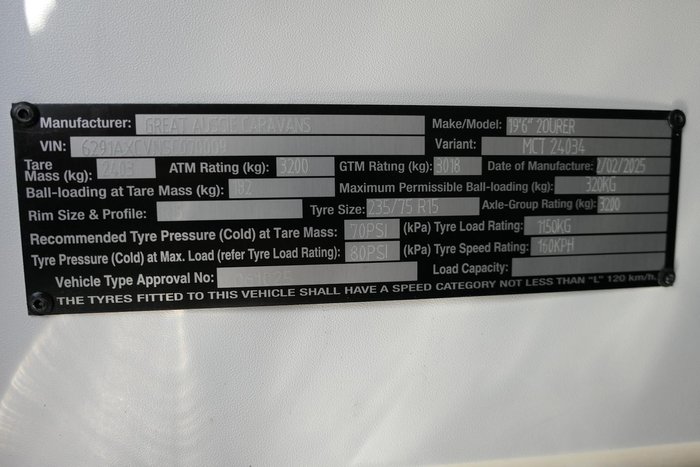 Manufacturer: GREAT AUSSIE CARAVANS Make/Model: 19'6" 2OURER
VIN: Variant: MCT 24034
Tare Mass (kg): 2403 ATM Rating (kg): 3200 GTM Rating (kg): 3018 Date of Manufacture: 2/02/2025
Ball-loading at Tare Mass (kg): 182 Maximum Permissible Ball-loading (kg): 320KG
Rim Size & Profile: Tyre Size: 235/75 R15 Axle-Group Rating (kg): 3200
Recommended Tyre Pressure (Cold) at Tare Mass: 70PSI (kPa) Tyre Load Rating: 1150KG
Tyre Pressure (Cold) at Max. Load (refer Tyre Load Rating): 80PSI (kPa) Tyre Speed Rating: 160KPH
Vehicle Type Approval No: Load Capacity:
THE TYRES FITTED TO THIS VEHICLE SHALL HAVE A SPEED CATEGORY NOT LESS THAN "L" 120 km/h.